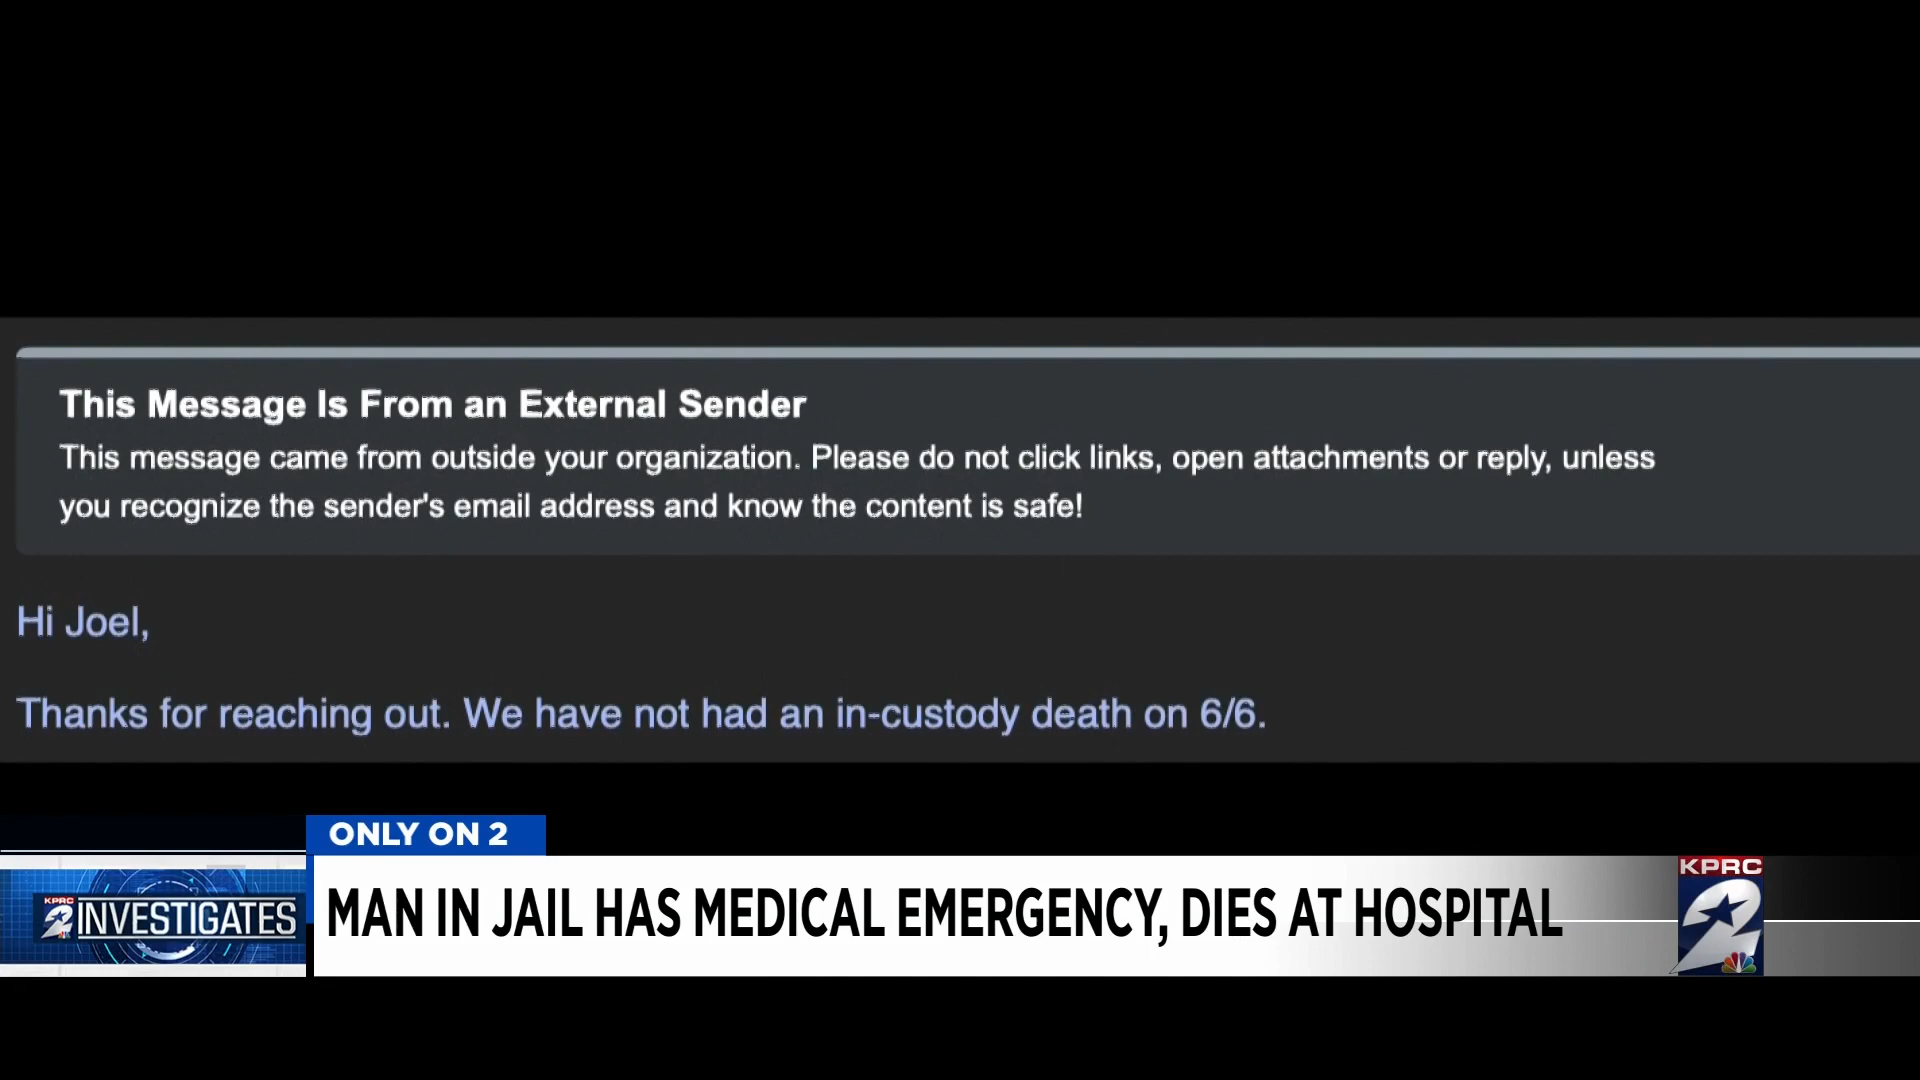 This Message Is From an External Sender
This message came from outside your organization. Please do not click links, open attachments or reply, unless
you recognize the sender's email address and know the content is safe!
Hi Joel,
Thanks for reaching out. We have not had an in-custody death on 6/6.
ONLY ON 2
KPRC 2 INVESTIGATES
MAN IN JAIL HAS MEDICAL EMERGENCY, DIES AT HOSPITAL
KPRC
2